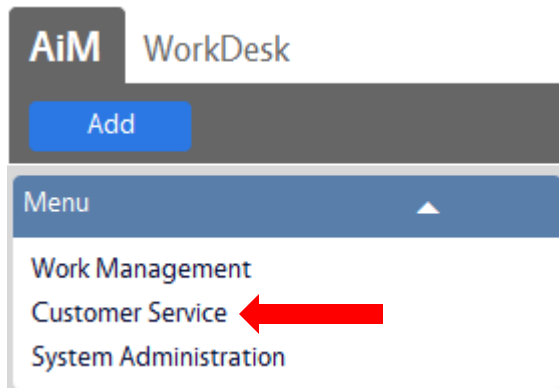 AiM WorkDesk
Add
Menu
Work Management
Customer Service
System Administration